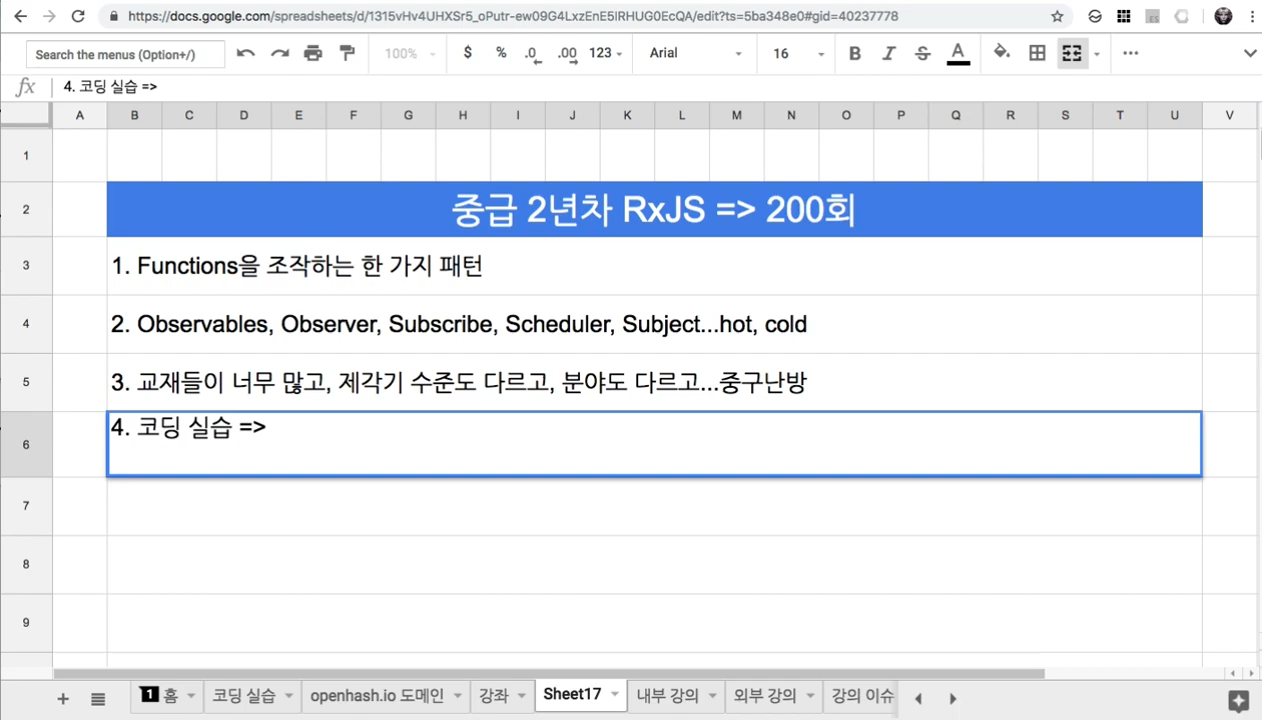 https://docs.google.com/spreadsheets/d/1315vHv4UHXSr5_oPutr-ew09G4LxzEnE5lRHUG0EcQA/edit?ts=5ba348e0#gid=40237778
Search the menus (Option+/) 100% $ % .0 .00 123 Arial 16 B I S A
fx 4. 코딩 실습 =>
A B C D E F G H I J K L M N O P Q R S T U V
1
2 중급 2년차 RxJS => 200회
3 1. Functions을 조작하는 한 가지 패턴
4 2. Observables, Observer, Subscribe, Scheduler, Subject...hot, cold
5 3. 교재들이 너무 많고, 제각기 수준도 다르고, 분야도 다르고...중구난방
6 4. 코딩 실습 =>
7
8
9
1 홈 코딩 실습 openhash.io 도메인 강좌 Sheet17 내부 강의 외부 강의 강의 이슈